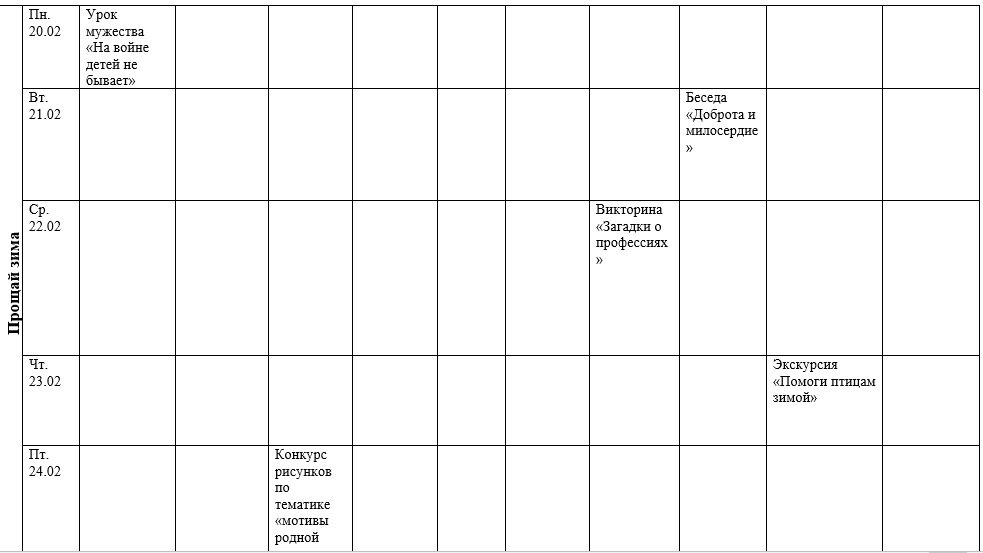 Прощай зима
Пн.
20.02
Урок
мужества
«На войне
детей не
бывает»
Вт.
21.02
Беседа
«Доброта и
милосердие
»
Ср.
22.02
Викторина
«Загадки о
профессиях
»
Чт.
23.02
Экскурсия
«Помоги птицам
зимой»
Пт.
24.02
Конкурс
рисунков
по
тематике
«мотивы
родной